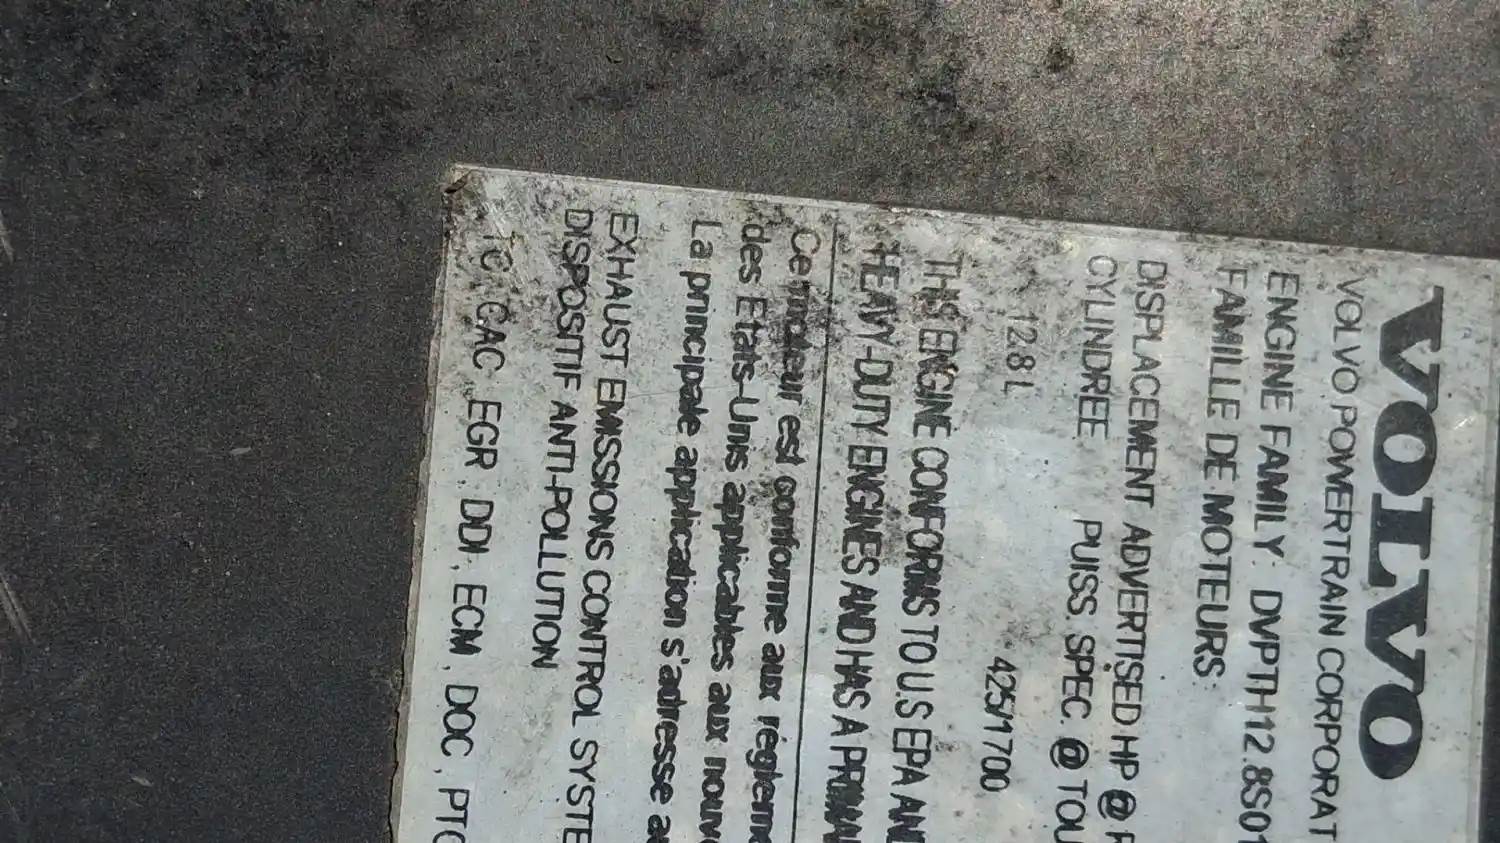 VOLVO
VOLVO POWERTRAIN CORPORAT
ENGINE FAMILY: DVPTH12.8S01
FAMILLE DE MOTEURS:
DISPLACEMENT ADVERTISED HP @ R
CYLINDREE PUISS. SPEC. @ TOU
12.8 L 425/1700
THIS ENGINE CONFORMS TO U.S EPA AN
HEAVY-DUTY ENGINES AND HAS A PRIMA
Ce moteur est conforme aux régleme
des Etats-Unis applicables aux nouv
La principale application s'adresse a
EXHAUST EMISSIONS CONTROL SYSTE
DISPOSITIF ANTI-POLLUTION
TC CAC, EGR, DDI, ECM, DOC, PTO